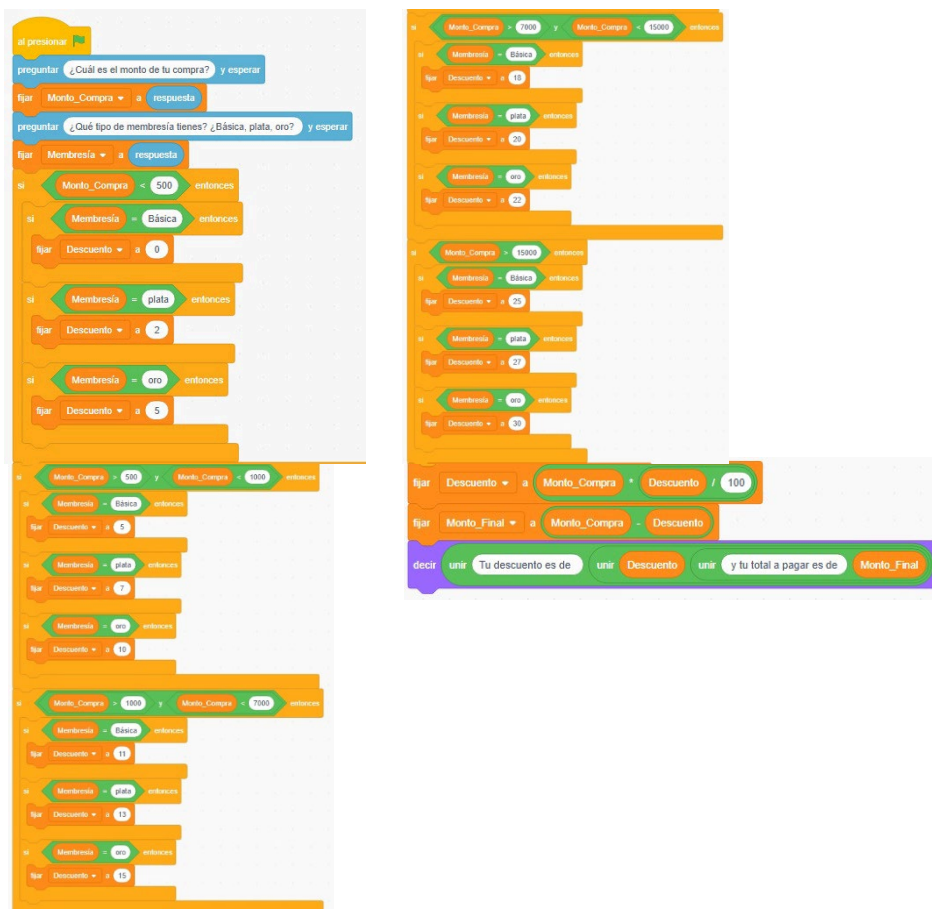 al presionar
preguntar ¿Cuál es el monto de tu compra? y esperar
fijar Monto_Compra a respuesta
preguntar ¿Qué tipo de membresía tienes? ¿Básica, plata, oro? y esperar
fijar Membresía a respuesta
si Monto_Compra < 500 entonces
si Membresía = Básica entonces
fijar Descuento a 0
si Membresía = plata entonces
fijar Descuento a 2
si Membresía = oro entonces
fijar Descuento a 5
si Monto_Compra > 500 y Monto_Compra < 1000 entonces
si Membresía = Básica entonces
fijar Descuento a 5
si Membresía = plata entonces
fijar Descuento a 7
si Membresía = oro entonces
fijar Descuento a 10
si Monto_Compra > 1000 y Monto_Compra < 7000 entonces
si Membresía = Básica entonces
fijar Descuento a 11
si Membresía = plata entonces
fijar Descuento a 13
si Membresía = oro entonces
fijar Descuento a 15
si Monto_Compra > 7000 y Monto_Compra < 15000 entonces
si Membresía = Básica entonces
fijar Descuento a 18
si Membresía = plata entonces
fijar Descuento a 20
si Membresía = oro entonces
fijar Descuento a 22
si Monto_Compra > 15000 entonces
si Membresía = Básica entonces
fijar Descuento a 25
si Membresía = plata entonces
fijar Descuento a 27
si Membresía = oro entonces
fijar Descuento a 30
fijar Descuento a Monto_Compra * Descuento / 100
fijar Monto_Final a Monto_Compra - Descuento
decir unir Tu descuento es de unir Descuento unir y tu total a pagar es de Monto_Final